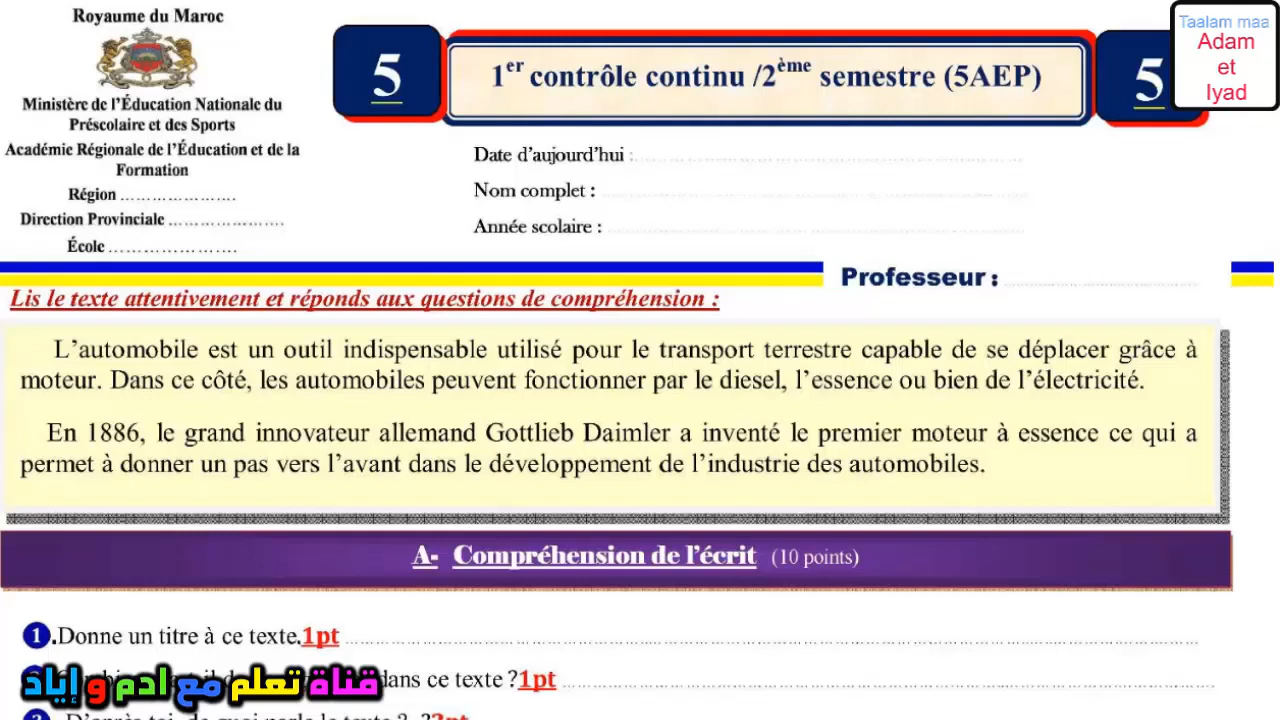 Royaume du Maroc
Ministère de l'Éducation Nationale du
Préscolaire et des Sports
Académie Régionale de l'Éducation et de la
Formation
Région ………………….
Direction Provinciale ………………….
École ………………….
5
1er contrôle continu /2ème semestre (5AEP)
5
Taalam maa
Adam
et
Iyad
Date d'aujourd'hui :
Nom complet :
Année scolaire :
Professeur :
Lis le texte attentivement et réponds aux questions de compréhension :
L'automobile est un outil indispensable utilisé pour le transport terrestre capable de se déplacer grâce à
moteur. Dans ce côté, les automobiles peuvent fonctionner par le diesel, l'essence ou bien de l'électricité.
En 1886, le grand innovateur allemand Gottlieb Daimler a inventé le premier moteur à essence ce qui a
permet à donner un pas vers l'avant dans le développement de l'industrie des automobiles.
A- Compréhension de l'écrit (10 points)
1.Donne un titre à ce texte.1pt
dans ce texte ?1pt
قناة تعلم مع ادم و إياد
D'après toi, de quoi parle le texte ?